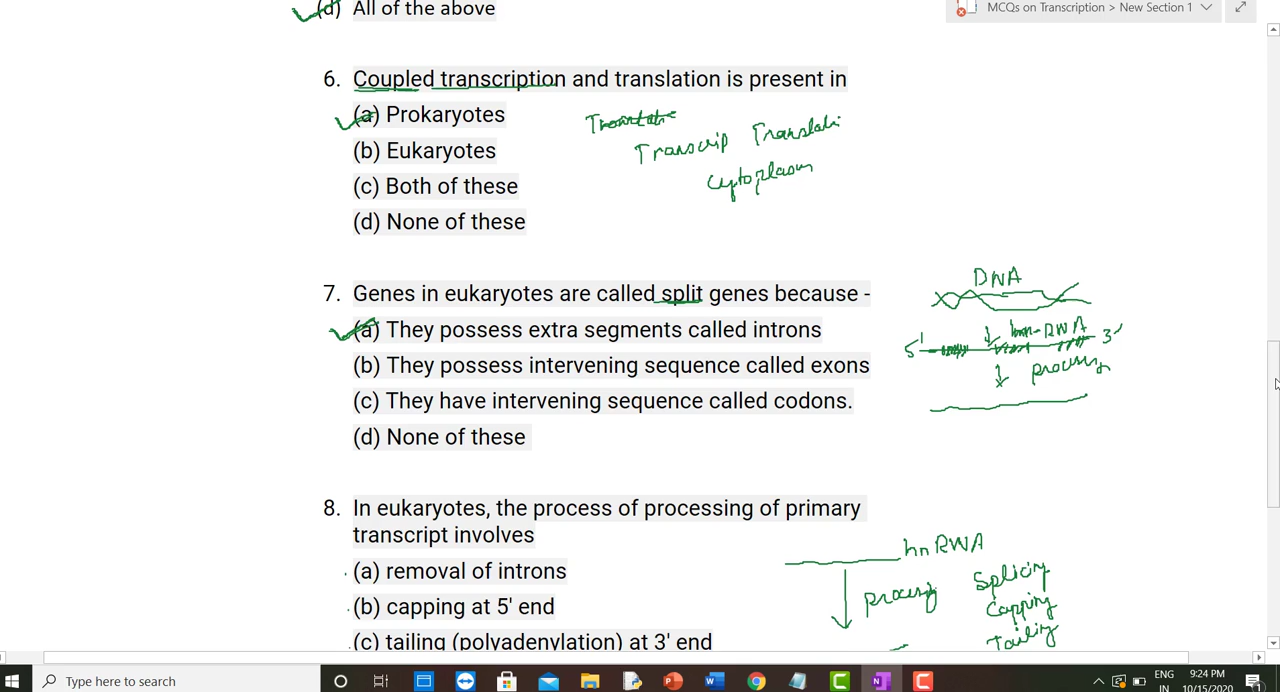 (d) All of the above
MCQs on Transcription > New Section 1
6. Coupled transcription and translation is present in
(a) Prokaryotes
(b) Eukaryotes
(c) Both of these
(d) None of these
Transcrip Translati
cytoplasm
7. Genes in eukaryotes are called split genes because -
(a) They possess extra segments called introns
(b) They possess intervening sequence called exons
(c) They have intervening sequence called codons.
(d) None of these
DNA
hn-RNA
5' 3'
8. In eukaryotes, the process of processing of primary
transcript involves
(a) removal of introns
(b) capping at 5' end
(c) tailing (polyadenylation) at 3' end
hnRNA
Splicing
Capping
Tailing
Type here to search
ENG
IN
9:24 PM
10/15/2020
1